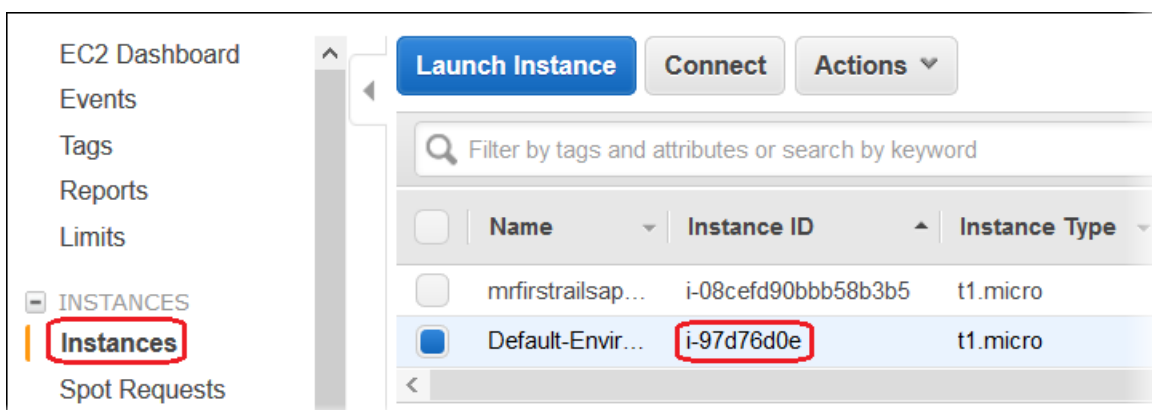 EC2 Dashboard
Events
Tags
Reports
Limits
INSTANCES
Instances
Spot Requests
Launch Instance Connect Actions
Filter by tags and attributes or search by keyword
Name Instance ID Instance Type
mrfirstrailsap... i-08cefd90bbb58b3b5 t1.micro
Default-Envir... i-97d76d0e t1.micro